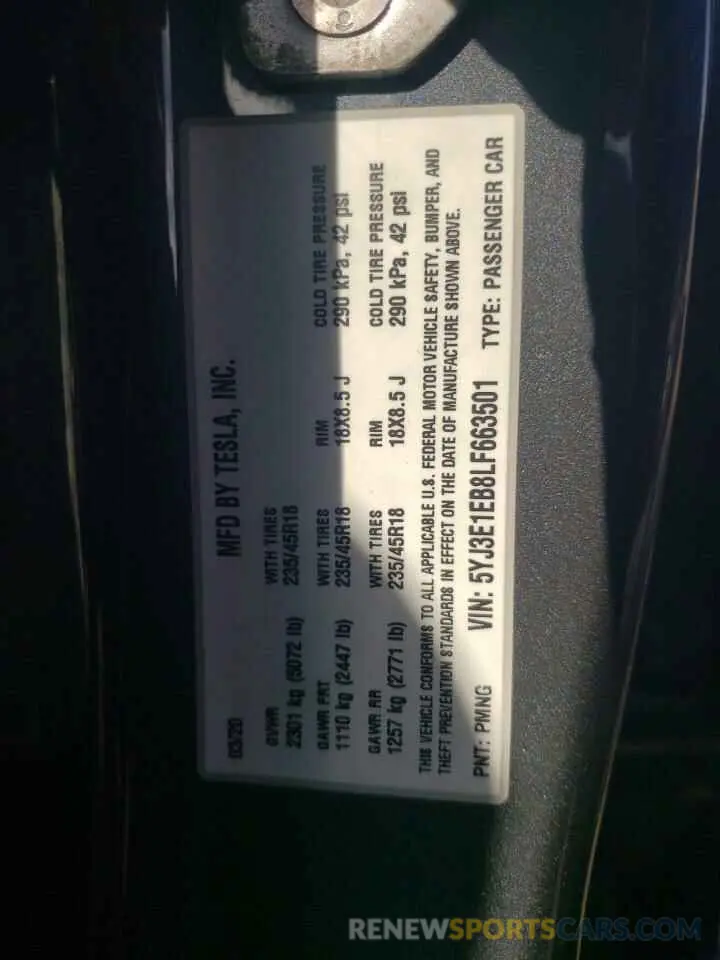 MFD BY TESLA, INC.
03/20
GVWR WITH TIRES
2301 kg (5072 lb) 235/45R18
GAWR FRT WITH TIRES RIM COLD TIRE PRESSURE
1110 kg (2447 lb) 235/45R18 18X8.5 J 290 kPa, 42 psi
GAWR RR WITH TIRES RIM COLD TIRE PRESSURE
1257 kg (2771 lb) 235/45R18 18X8.5 J 290 kPa, 42 psi
THIS VEHICLE CONFORMS TO ALL APPLICABLE U.S. FEDERAL MOTOR VEHICLE SAFETY, BUMPER, AND
THEFT PREVENTION STANDARDS IN EFFECT ON THE DATE OF MANUFACTURE SHOWN ABOVE.
PNT: PMNG VIN: 5YJ3E1EB8LF663501 TYPE: PASSENGER CAR
RENEWSPORTSCARS.COM